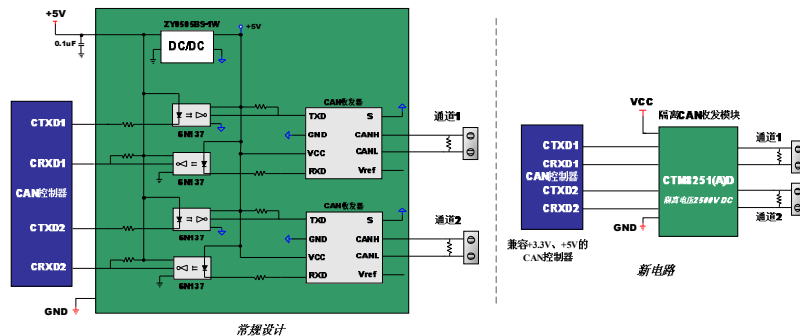 +5V
0.1uF
ZY0505BS-1W
DC/DC
+5V
CTXD1
CRXD1
CAN控制器
CTXD2
CRXD2
GND
6N137
6N137
6N137
6N137
CAN收发器
TXD
S
GND
CANH
VCC
CANL
RXD
Vref
通道1
CAN收发器
TXD
S
GND
CANH
VCC
CANL
RXD
Vref
通道2
常规设计
VCC
隔离CAN收发模块
CTXD1
CRXD1
CAN控制器
CTXD2
CRXD2
CTM8251(A)D
隔离电压2500V DC
通道1
通道2
GND
兼容+3.3V、+5V的
CAN控制器
新电路